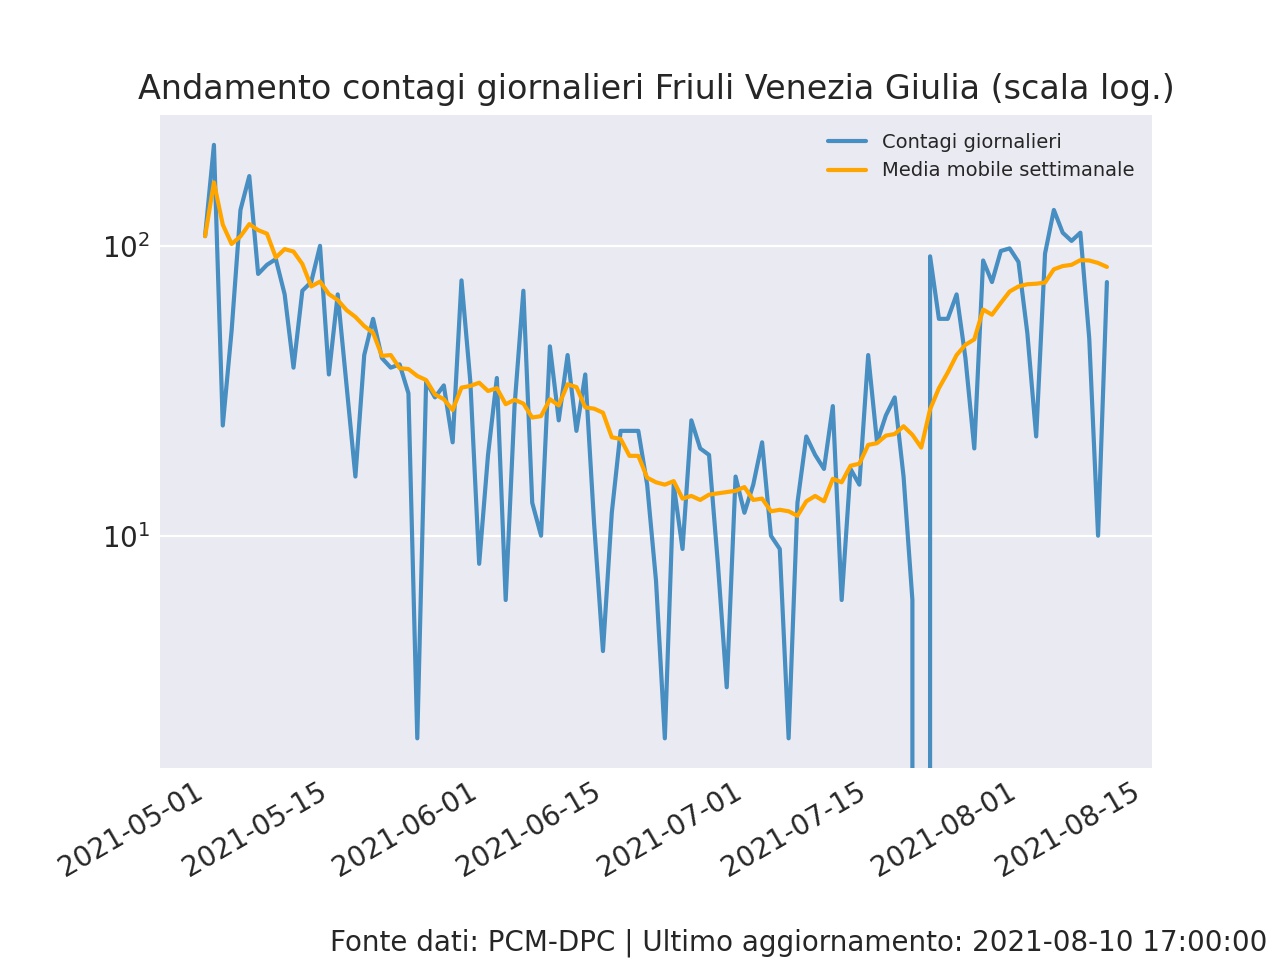 Andamento contagi giornalieri Friuli Venezia Giulia (scala log.)
Contagi giornalieri
Media mobile settimanale
10²
10¹
2021-05-01
2021-05-15
2021-06-01
2021-06-15
2021-07-01
2021-07-15
2021-08-01
2021-08-15
Fonte dati: PCM-DPC | Ultimo aggiornamento: 2021-08-10 17:00:00